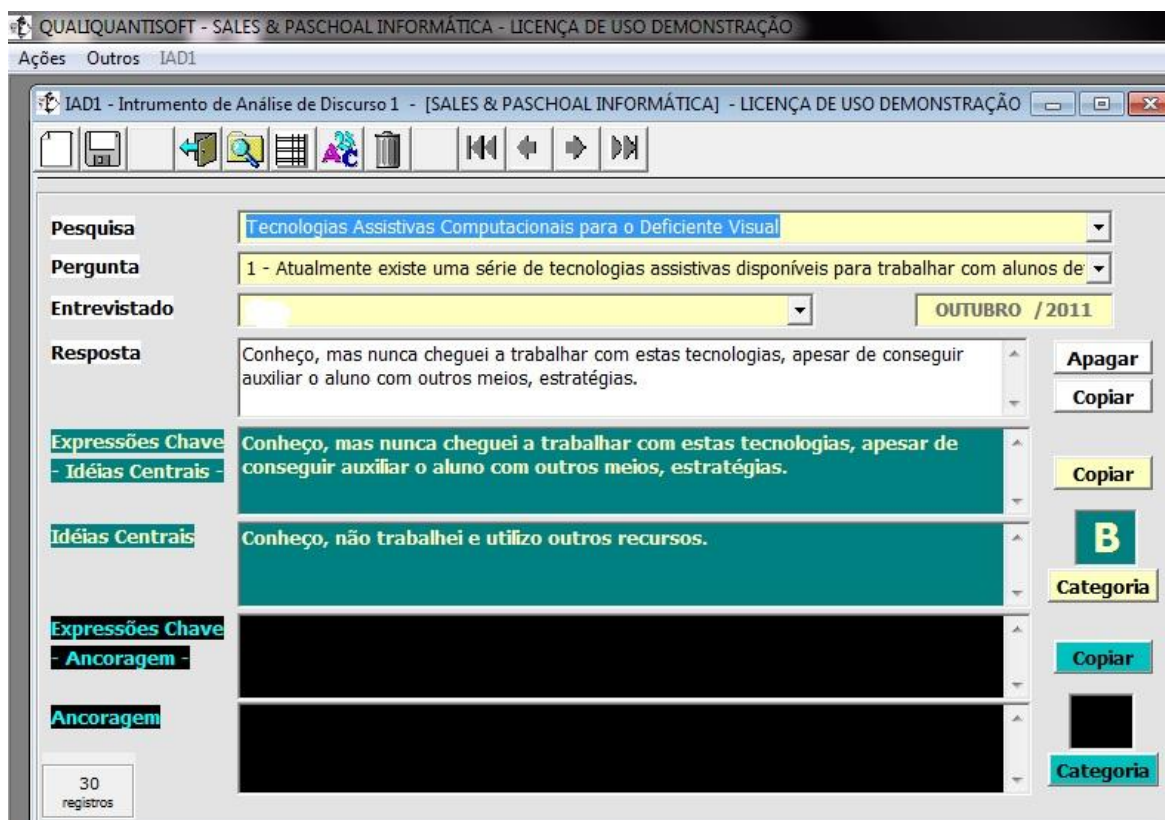 QUALIQUANTISOFT - SALES & PASCHOAL INFORMÁTICA - LICENÇA DE USO DEMONSTRAÇÃO
Ações Outros IAD1
IAD1 - Intrumento de Análise de Discurso 1 - [SALES & PASCHOAL INFORMÁTICA] - LICENÇA DE USO DEMONSTRAÇÃO
Pesquisa Tecnologias Assistivas Computacionais para o Deficiente Visual
Pergunta 1 - Atualmente existe uma série de tecnologias assistivas disponíveis para trabalhar com alunos de
Entrevistado OUTUBRO /2011
Resposta Conheço, mas nunca cheguei a trabalhar com estas tecnologias, apesar de conseguir
auxiliar o aluno com outros meios, estratégias.
Apagar
Copiar
Expressões Chave Conheço, mas nunca cheguei a trabalhar com estas tecnologias, apesar de
- Idéias Centrais - conseguir auxiliar o aluno com outros meios, estratégias.
Copiar
Idéias Centrais Conheço, não trabalhei e utilizo outros recursos.
B
Categoria
Expressões Chave
- Ancoragem -
Copiar
Ancoragem
Categoria
30
registros